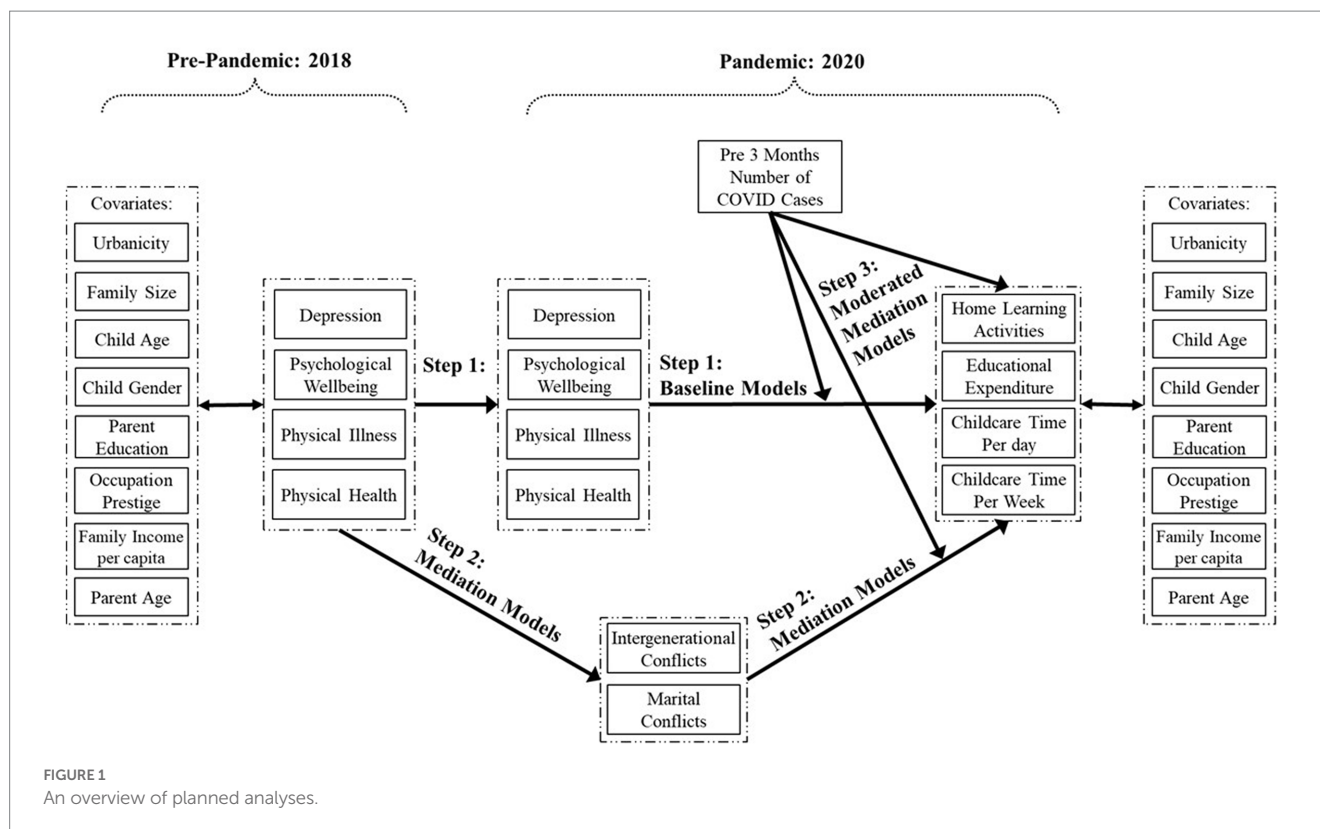 Pre-Pandemic: 2018
Pandemic: 2020
Pre 3 Months
Number of
COVID Cases
Covariates:
Urbanicity
Family Size
Child Age
Child Gender
Parent
Education
Occupation
Prestige
Family Income
per capita
Parent Age
Depression
Psychological
Wellbeing
Physical Illness
Physical Health
Step 1:
Depression
Psychological
Wellbeing
Physical Illness
Physical Health
Step 1:
Baseline Models
Step 3:
Moderated
Mediation
Models
Home Learning
Activities
Educational
Expenditure
Childcare Time
Per day
Childcare Time
Per Week
Covariates:
Urbanicity
Family Size
Child Age
Child Gender
Parent
Education
Occupation
Prestige
Family Income
per capita
Parent Age
Step 2:
Mediation Models
Intergenerational
Conflicts
Marital
Conflicts
Step 2:
Mediation Models
FIGURE 1
An overview of planned analyses.